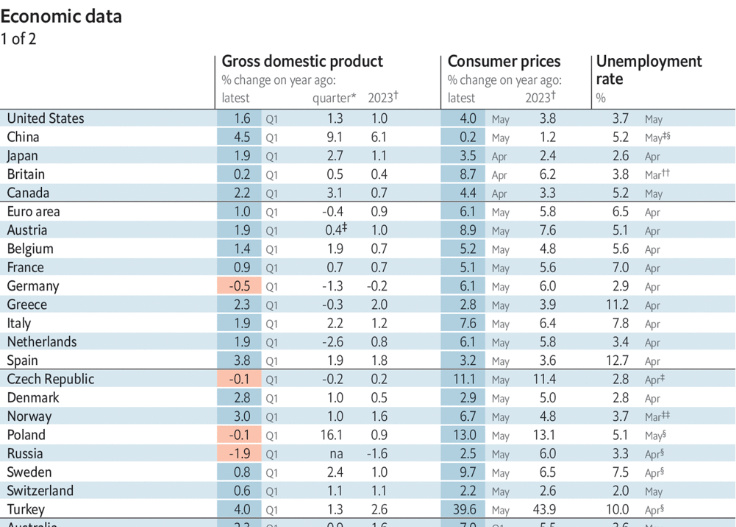 Economic data
1 of 2
Gross domestic product Consumer prices Unemployment
% change on year ago: % change on year ago: rate
latest quarter* 2023† latest 2023† %
United States 1.6 Q1 1.3 1.0 4.0 May 3.8 3.7 May
China 4.5 Q1 9.1 6.1 0.2 May 1.2 5.2 May‡§
Japan 1.9 Q1 2.7 1.1 3.5 Apr 2.4 2.6 Apr
Britain 0.2 Q1 0.5 0.4 8.7 Apr 6.2 3.8 Mar††
Canada 2.2 Q1 3.1 0.7 4.4 Apr 3.3 5.2 May
Euro area 1.0 Q1 -0.4 0.9 6.1 May 5.8 6.5 Apr
Austria 1.9 Q1 0.4‡ 1.0 8.9 May 7.6 5.1 Apr
Belgium 1.4 Q1 1.9 0.7 5.2 May 4.8 5.6 Apr
France 0.9 Q1 0.7 0.7 5.1 May 5.6 7.0 Apr
Germany -0.5 Q1 -1.3 -0.2 6.1 May 6.0 2.9 Apr
Greece 2.3 Q1 -0.3 2.0 2.8 May 3.9 11.2 Apr
Italy 1.9 Q1 2.2 1.2 7.6 May 6.4 7.8 Apr
Netherlands 1.9 Q1 -2.6 0.8 6.1 May 5.8 3.4 Apr
Spain 3.8 Q1 1.9 1.8 3.2 May 3.6 12.7 Apr
Czech Republic -0.1 Q1 -0.2 0.2 11.1 May 11.4 2.8 Apr‡
Denmark 2.8 Q1 1.0 0.5 2.9 May 5.0 2.8 Apr
Norway 3.0 Q1 1.0 1.6 6.7 May 4.8 3.7 Mar‡‡
Poland -0.1 Q1 16.1 0.9 13.0 May 13.1 5.1 May§
Russia -1.9 Q1 na -1.6 2.5 May 6.0 3.3 Apr§
Sweden 0.8 Q1 2.4 1.0 9.7 May 6.5 7.5 Apr§
Switzerland 0.6 Q1 1.1 1.1 2.2 May 2.6 2.0 May
Turkey 4.0 Q1 1.3 2.6 39.6 May 43.9 10.0 Apr§